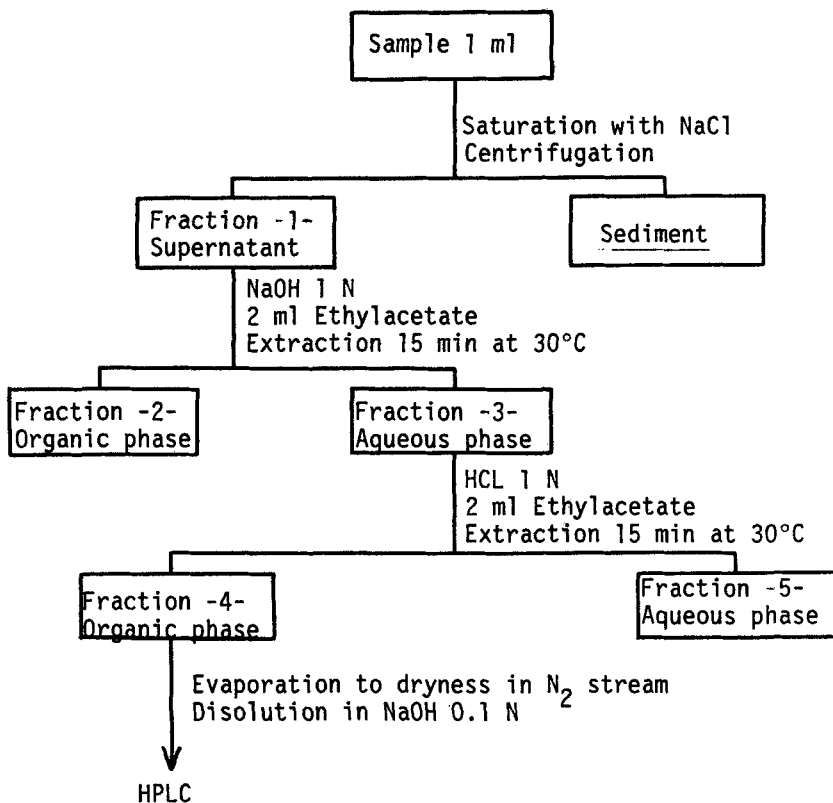 Sample 1 ml
Saturation with NaCl
Centrifugation
Fraction -1-
Supernatant
Sediment
NaOH 1 N
2 ml Ethylacetate
Extraction 15 min at 30°C
Fraction -2-
Organic phase
Fraction -3-
Aqueous phase
HCL 1 N
2 ml Ethylacetate
Extraction 15 min at 30°C
Fraction -4-
Organic phase
Fraction -5-
Aqueous phase
Evaporation to dryness in N2 stream
Disolution in NaOH 0.1 N
HPLC